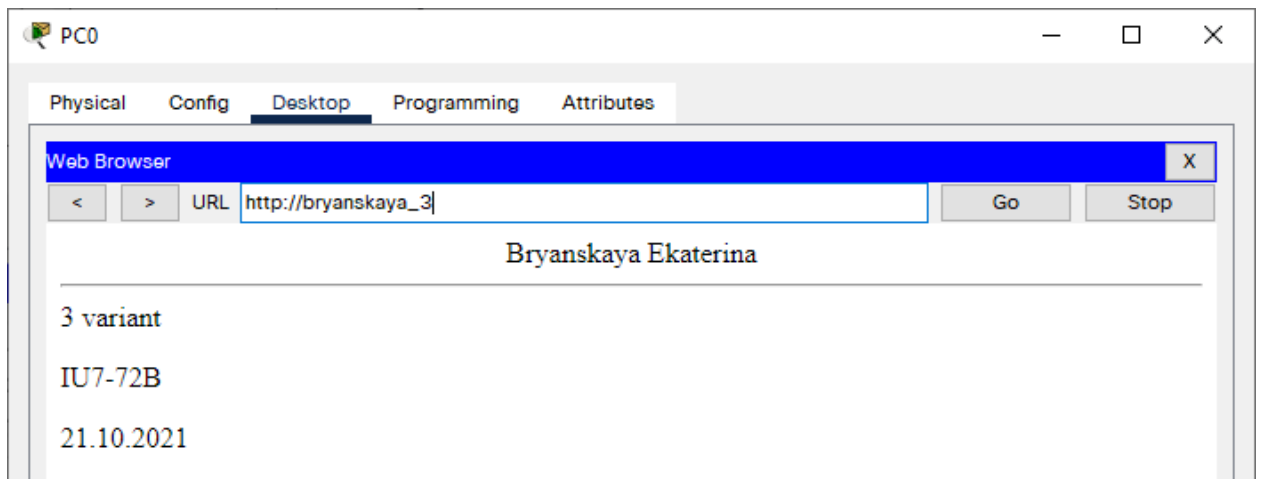 PC0
Physical Config Desktop Programming Attributes
Web Browser X
< > URL http://bryanskaya_3 Go Stop
Bryanskaya Ekaterina
3 variant
IU7-72B
21.10.2021